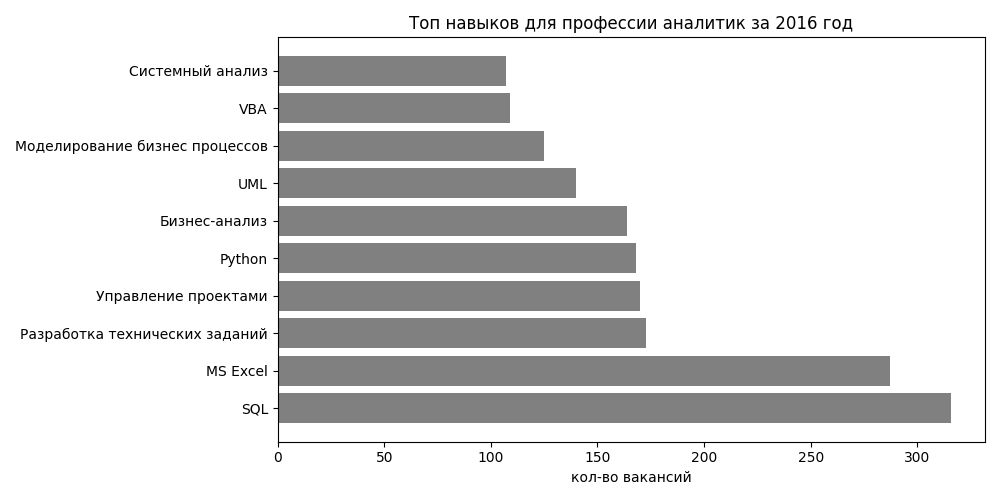 Топ навыков для профессии аналитик за 2016 год
Системный анализ
VBA
Моделирование бизнес процессов
UML
Бизнес-анализ
Python
Управление проектами
Разработка технических заданий
MS Excel
SQL
0 50 100 150 200 250 300
кол-во вакансий